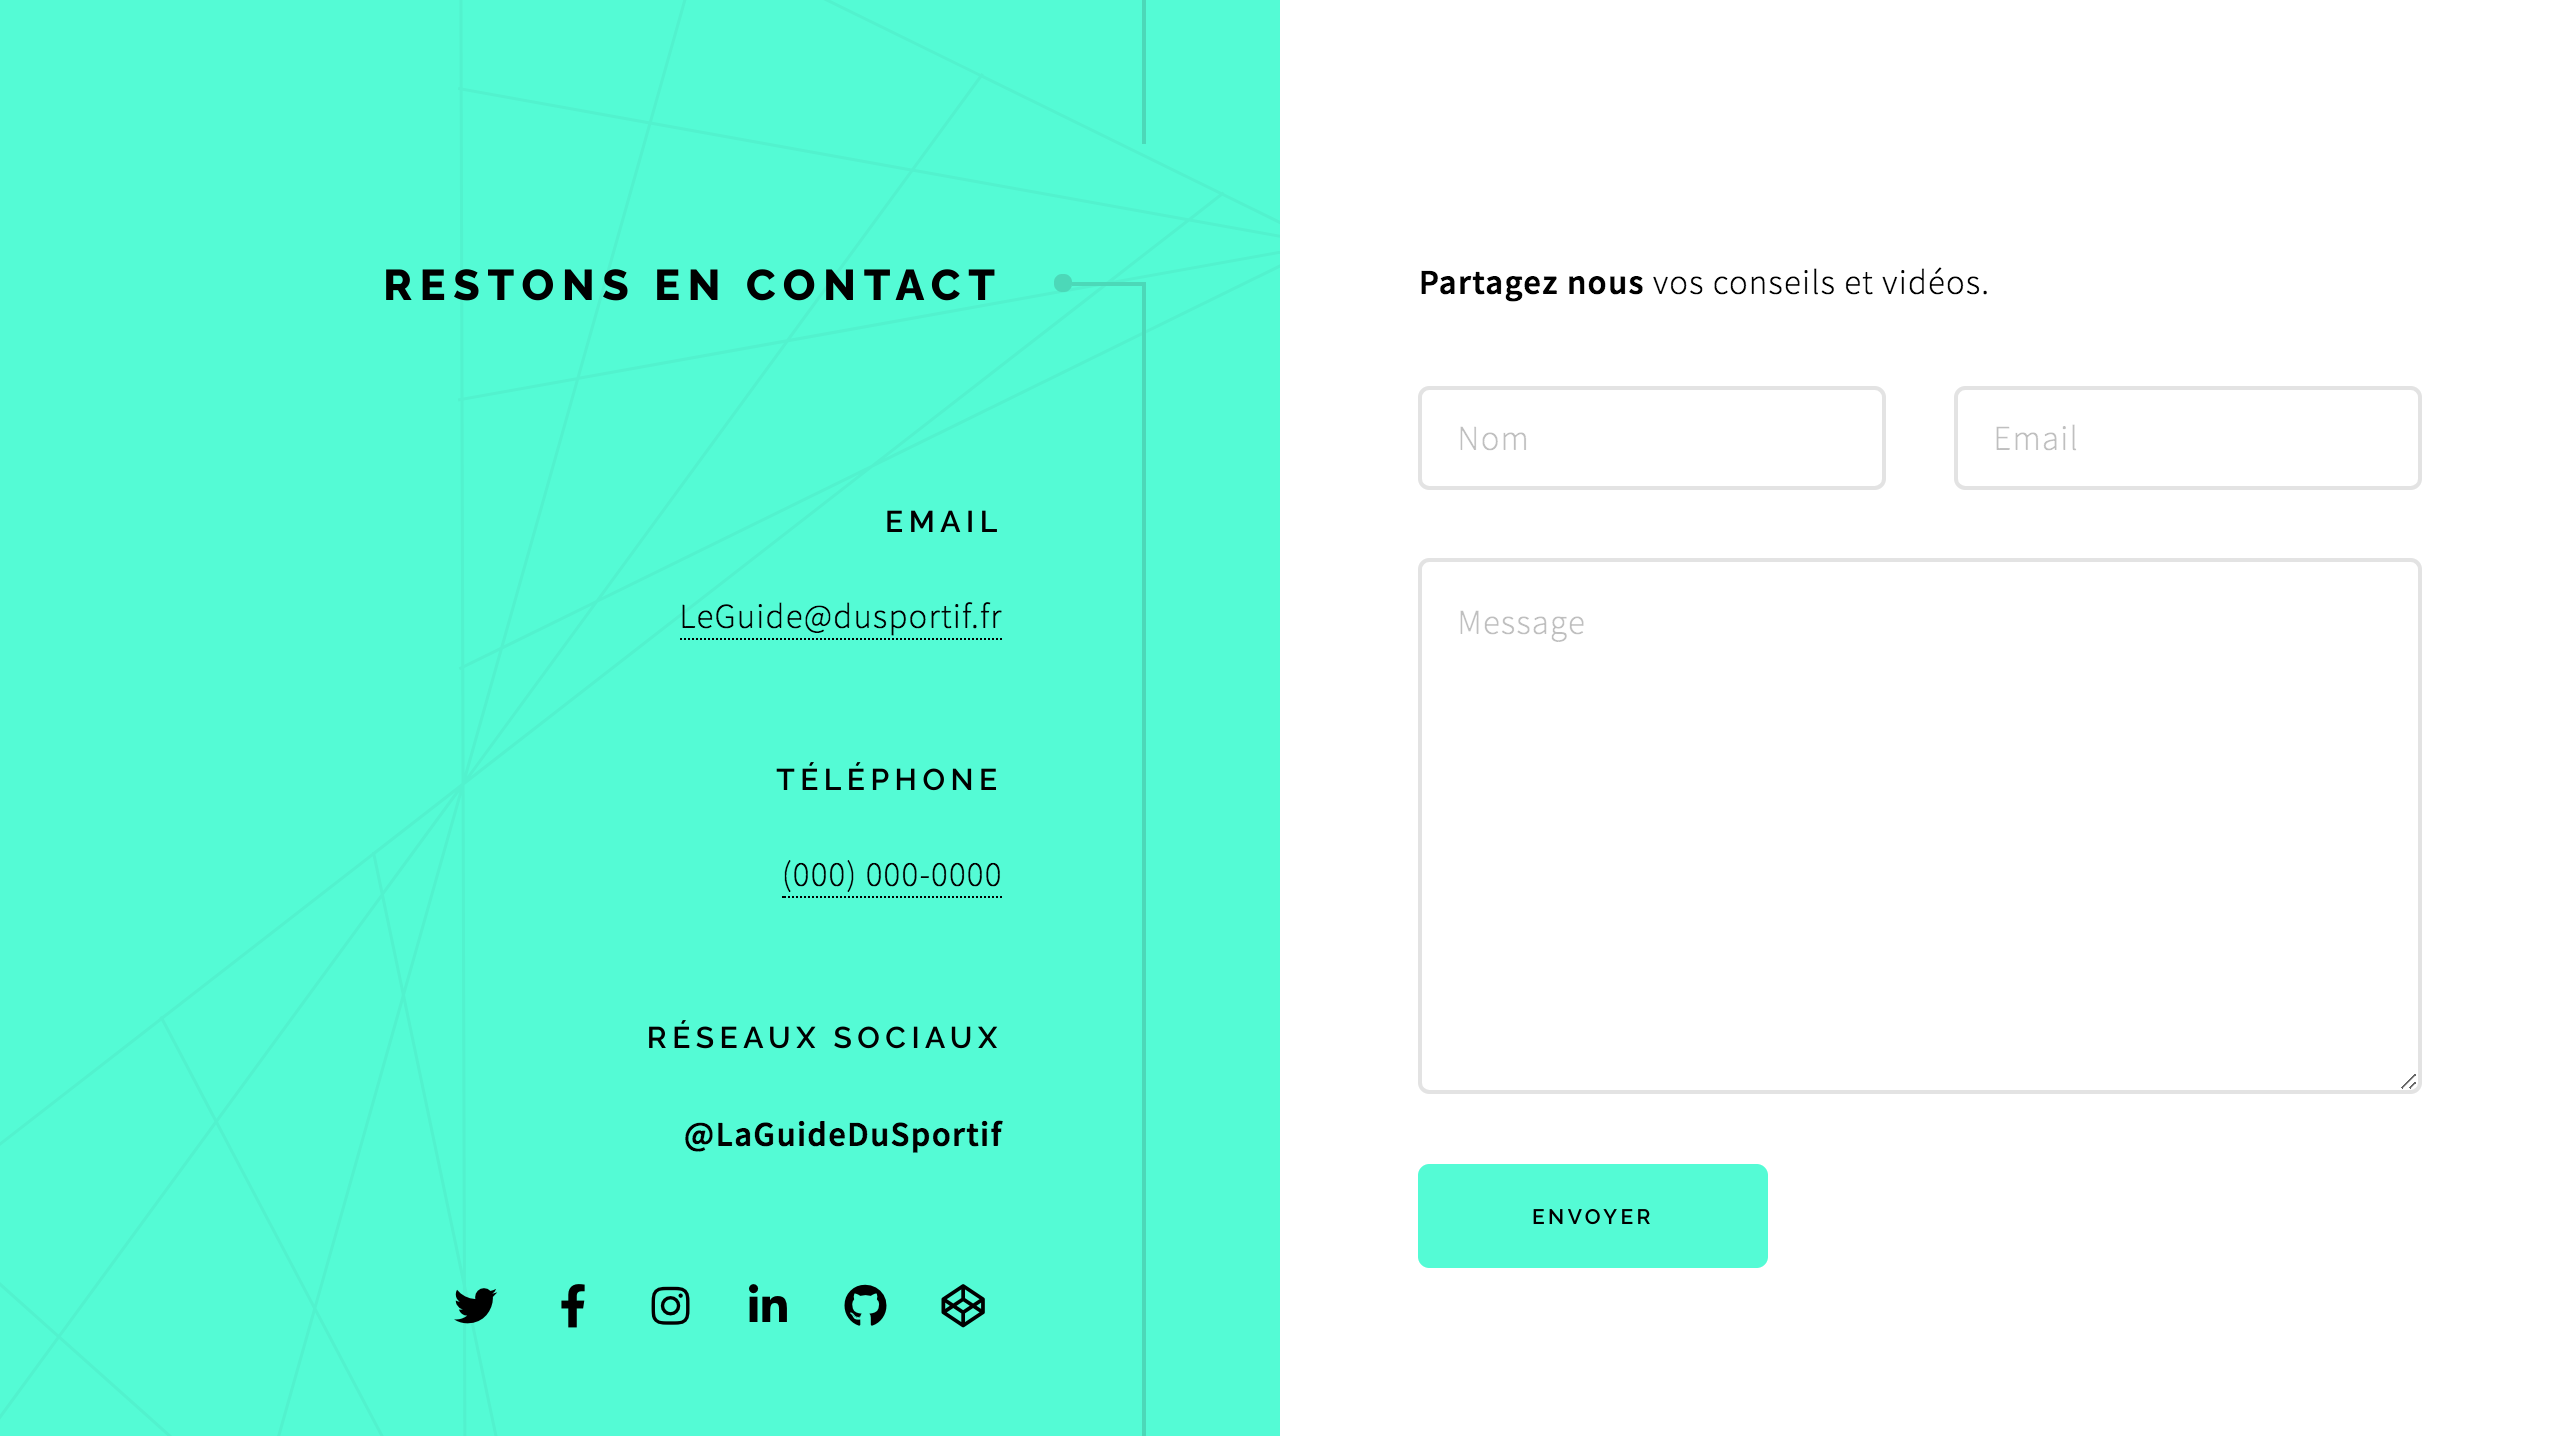 RESTONS EN CONTACT
EMAIL
LeGuide@dusportif.fr
TÉLÉPHONE
(000) 000-0000
RÉSEAUX SOCIAUX
@LaGuideDuSportif
Partagez nous vos conseils et vidéos.
Nom
Email
Message
ENVOYER